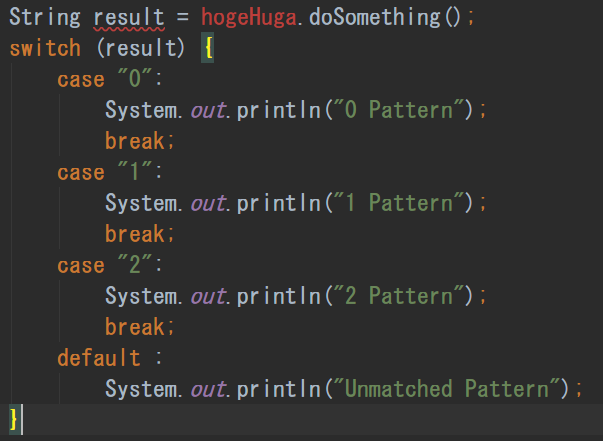 String result = hogeHuga.doSomething();
switch (result) {
    case "0":
        System.out.println("0 Pattern");
        break;
    case "1":
        System.out.println("1 Pattern");
        break;
    case "2":
        System.out.println("2 Pattern");
        break;
    default :
        System.out.println("Unmatched Pattern");
}